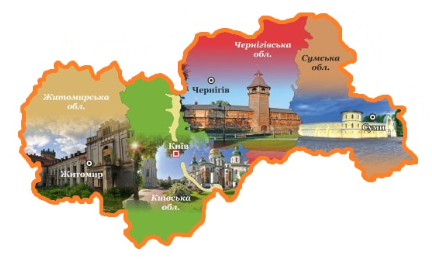 Чернігівська
обл.
Сумська
обл.
Чернігів
Житомирська
обл.
Суми
Київ
Житомир
Київська
обл.